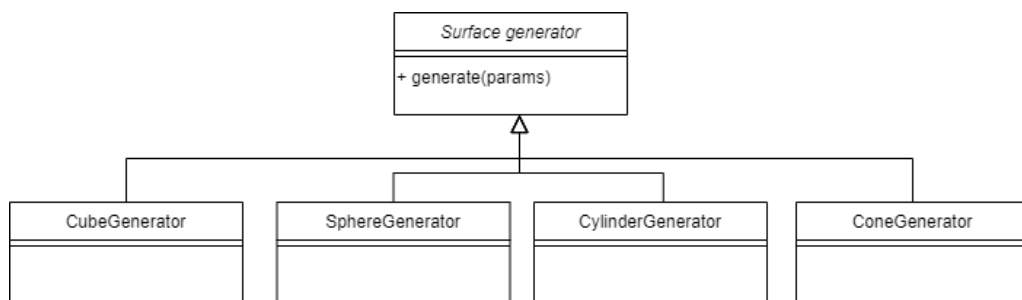 Surface generator
+ generate(params)
CubeGenerator
SphereGenerator
CylinderGenerator
ConeGenerator